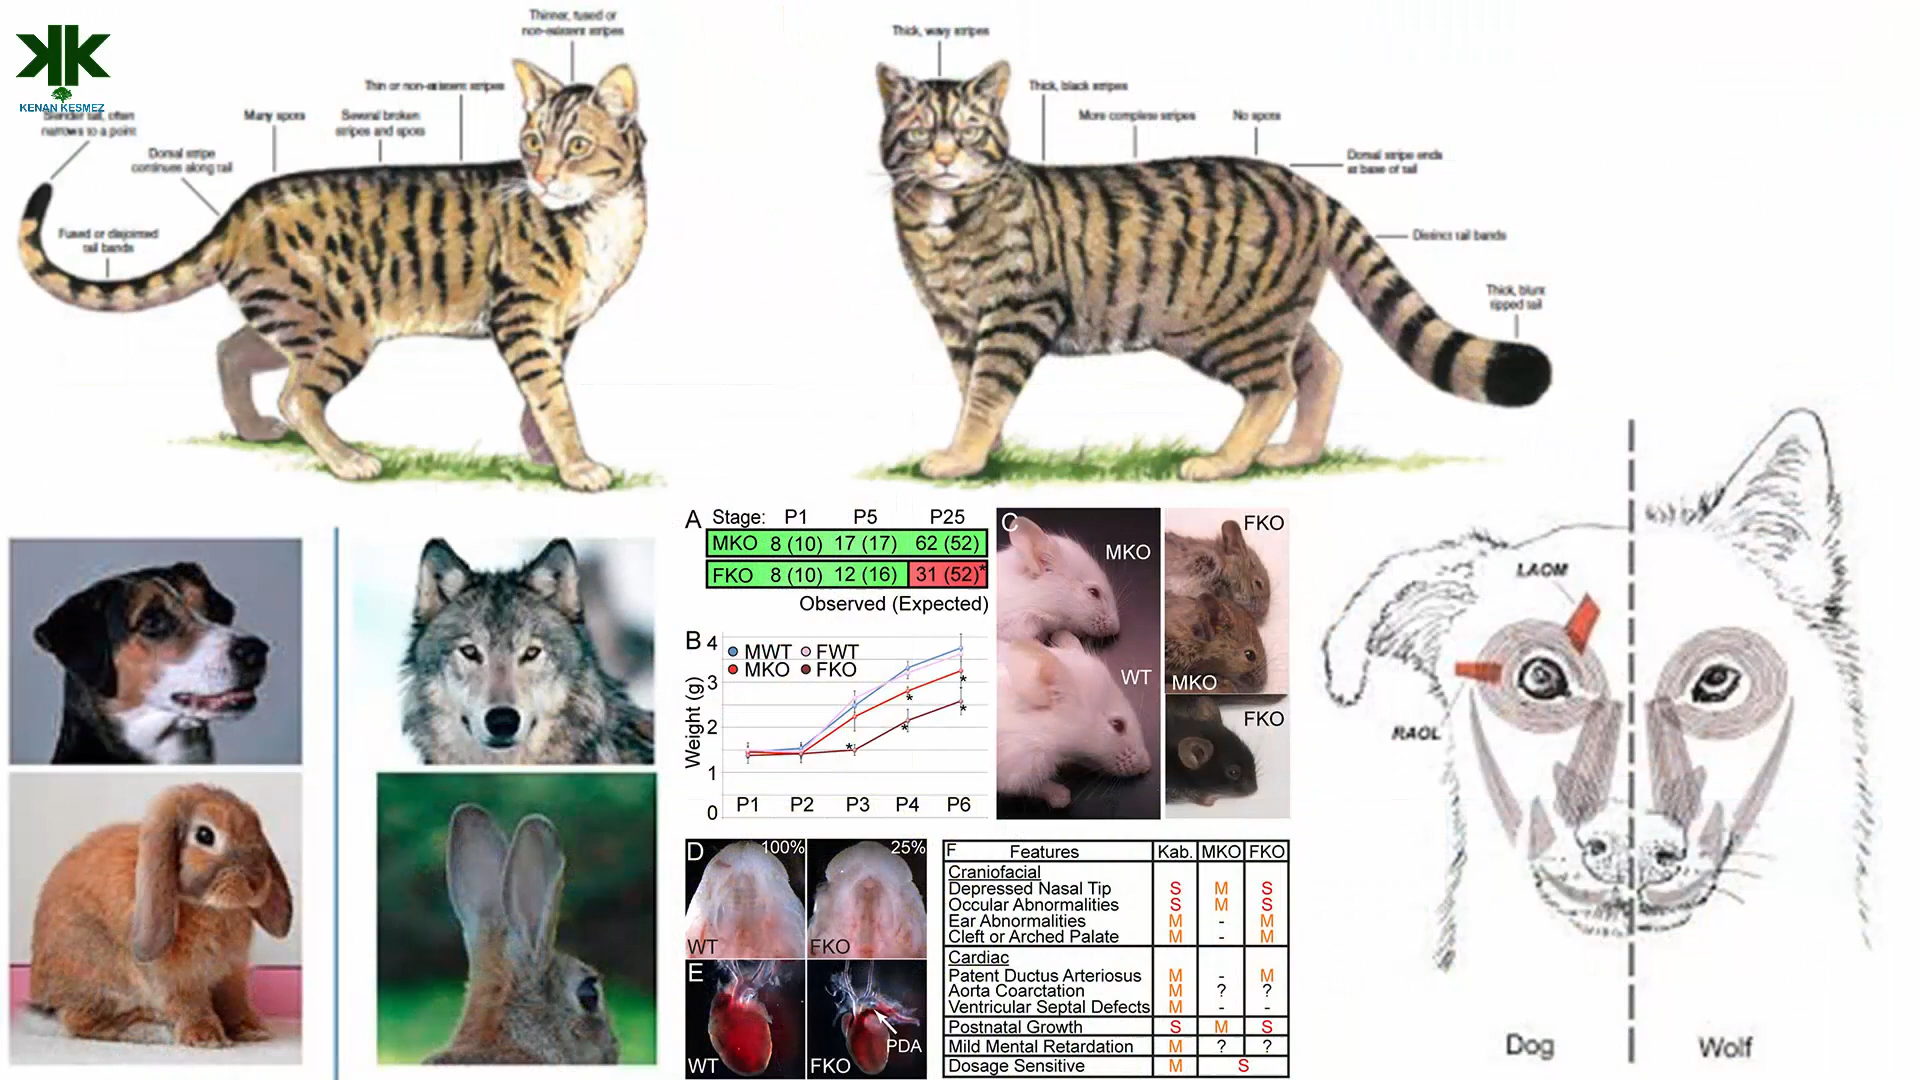 KENAN KESMEZ
Slender tail, often
narrows to a point
Dorsal stripe
continues along tail
Fused or disjointed
tail bands
Many spots
Several broken
stripes and spots
Thin or non-existent stripes
Thinner, fused or
non-existent stripes
Thick, wavy stripes
Thick, black stripes
More complete stripes
No spots
Dorsal stripe ends
at base of tail
Distinct tail bands
Thick, blunt
tipped tail
A Stage: P1 P5 P25
MKO 8 (10) 17 (17) 62 (52)
FKO 8 (10) 12 (16) 31 (52)*
Observed (Expected)
B
Weight (g)
4
3
2
1
0
MWT FWT
MKO FKO
* * * * * *
P1 P2 P3 P4 P6
C
MKO
WT
FKO
MKO
FKO
D 100% 25%
WT FKO
E
PDA
WT FKO
F Features Kab. MKO FKO
Craniofacial
Depressed Nasal Tip S M S
Occular Abnormalities S M S
Ear Abnormalities M - M
Cleft or Arched Palate M - M
Cardiac
Patent Ductus Arteriosus M - M
Aorta Coarctation M ? ?
Ventricular Septal Defects M - -
Postnatal Growth S M S
Mild Mental Retardation M ? ?
Dosage Sensitive M S
LAOM
RAOL
Dog Wolf